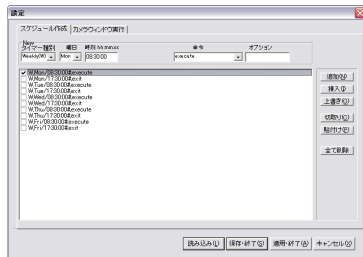 設定
スケジュール作成 カメラウィンドウ実行
New
タイマー種別 曜日 時刻 hh:mm:ss 命令 オプション
Weekly(W) Mon 08:30:00 execute
W,Mon/08:30:00#execute
W,Mon/17:30:00#exit
W,Tue/08:30:00#execute
W,Tue/17:30:00#exit
W,Wed/08:30:00#execute
W,Wed/17:30:00#exit
W,Thu/08:30:00#execute
W,Thu/17:30:00#exit
W,Fri/08:30:00#execute
W,Fri/17:30:00#exit
追加(N)
挿入(I)
上書き(O)
切取り(C)
貼付け(P)
全て削除
読み込み(L) 保存・終了(S) 適用・終了(A) キャンセル(X)